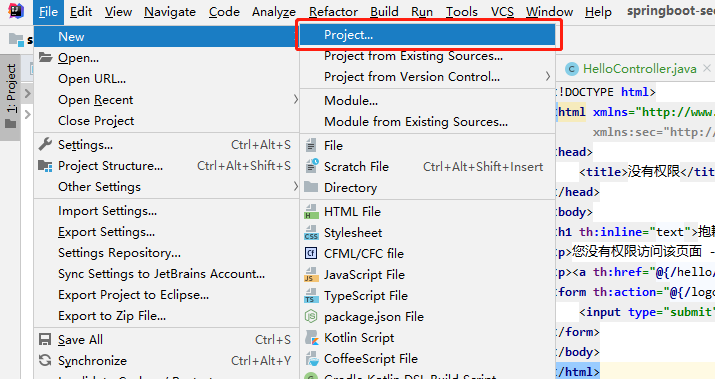 File Edit View Navigate Code Analyze Refactor Build Run Tools VCS Window Help springboot-sec
New
Project...
Open...
Project from Existing Sources...
HelloController.java
Open URL...
Project from Version Control...
!DOCTYPE html>
Open Recent
Module...
html xmlns="http://www.
Close Project
Module from Existing Sources...
xmlns:sec="http:/
1: Project
Settings... Ctrl+Alt+S
File
head>
Project Structure... Ctrl+Alt+Shift+S
Scratch File Ctrl+Alt+Shift+Insert
<title>没有权限</tit
Other Settings
Directory
/head>
Import Settings...
HTML File
body>
Export Settings...
Stylesheet
h1 th:inline="text">抱歉
Settings Repository...
CFML/CFC file
p>您没有权限访问该页面 -
Sync Settings to JetBrains Account...
JavaScript File
p><a th:href="@{/hello/
Export Project to Eclipse...
TypeScript File
form th:action="@{/logo
Export to Zip File...
package.json File
<input type="submit"
Save All Ctrl+S
Kotlin Script
/form>
Synchronize Ctrl+Alt+Y
CoffeeScript File
/body>
Gradle Kotlin DSL Build Script
/html>